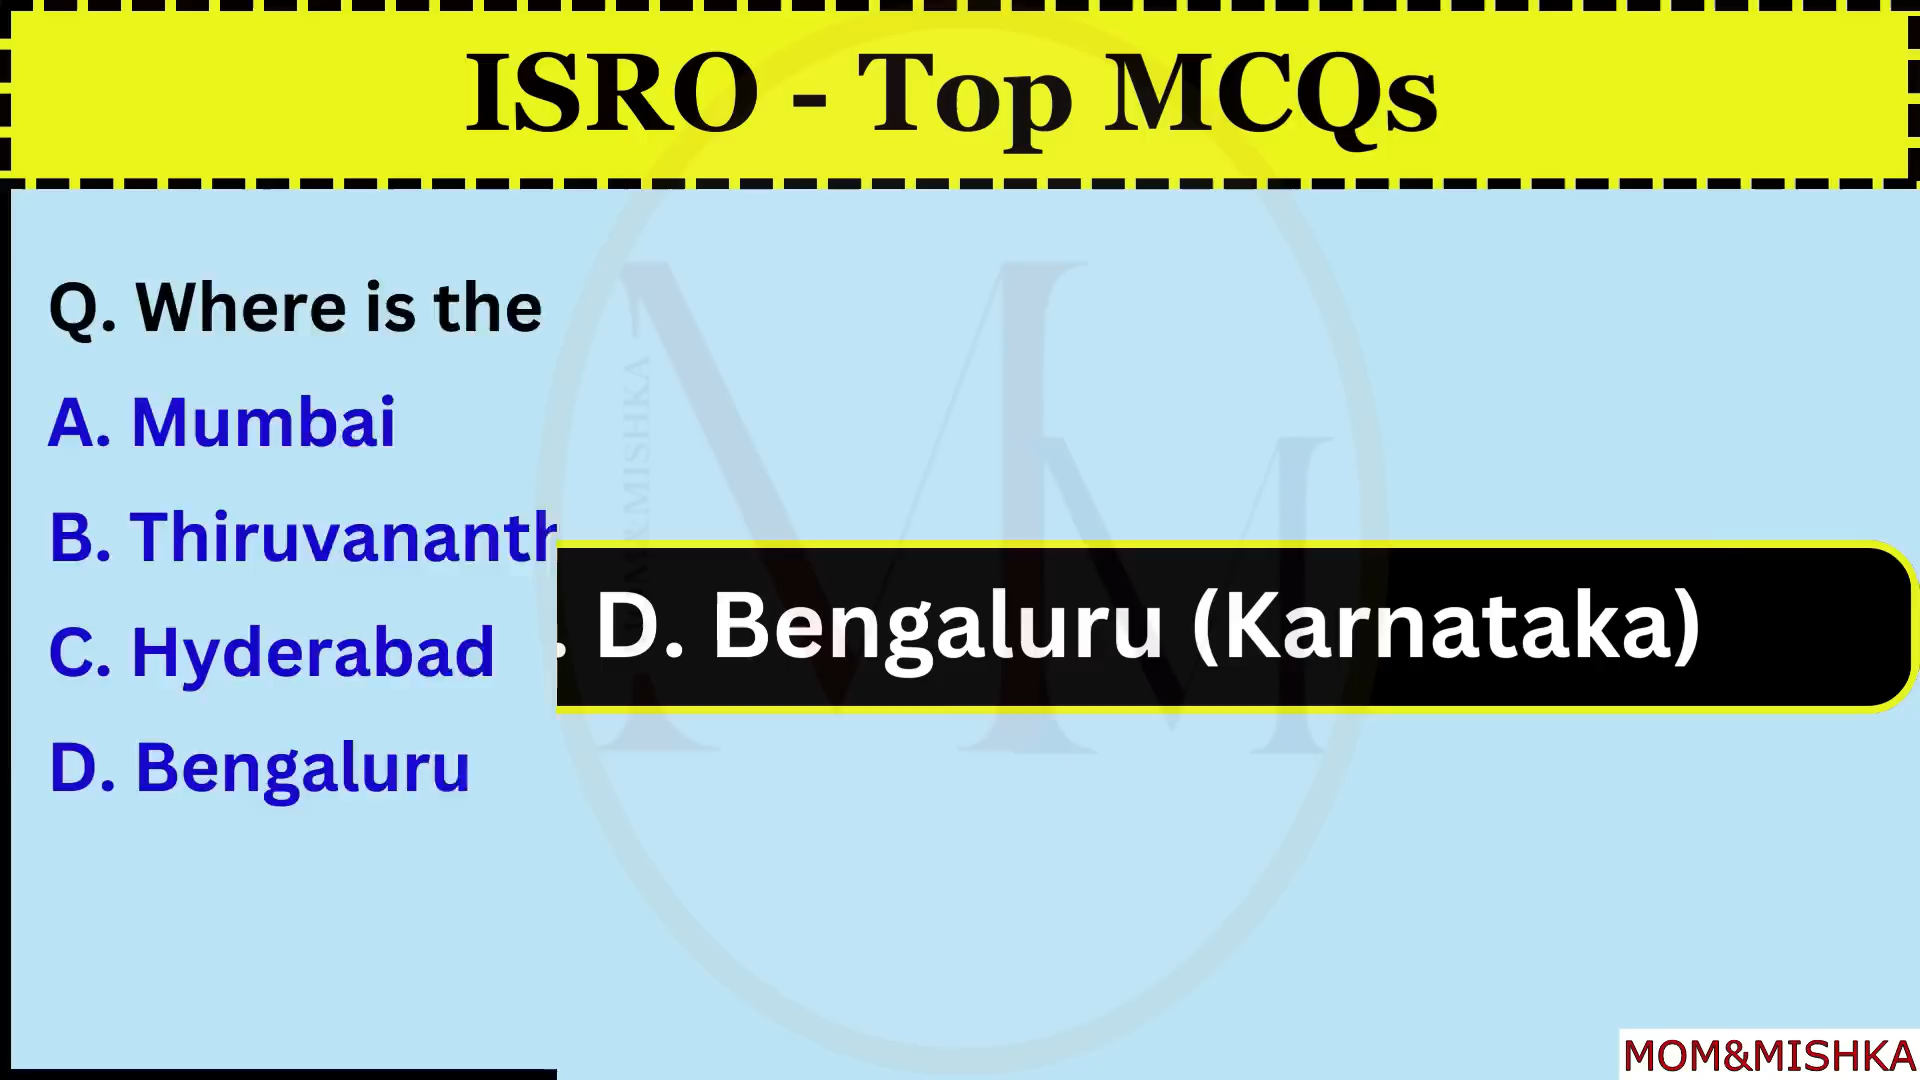 ISRO - Top MCQs
Q. Where is the
A. Mumbai
B. Thiruvananth
. D. Bengaluru (Karnataka)
C. Hyderabad
D. Bengaluru
MOM&MISHKA